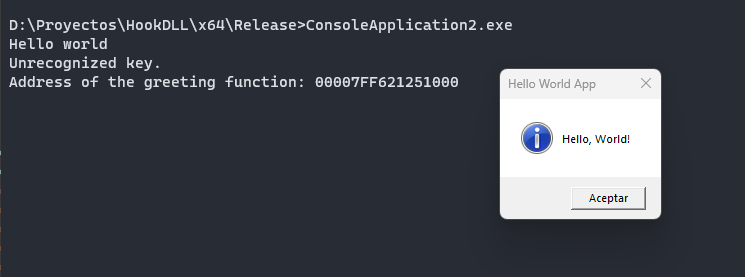 D:\Proyectos\HookDLL\x64\Release>ConsoleApplication2.exe
Hello world
Unrecognized key.
Address of the greeting function: 00007FF621251000
Hello World App
Hello, World!
Aceptar